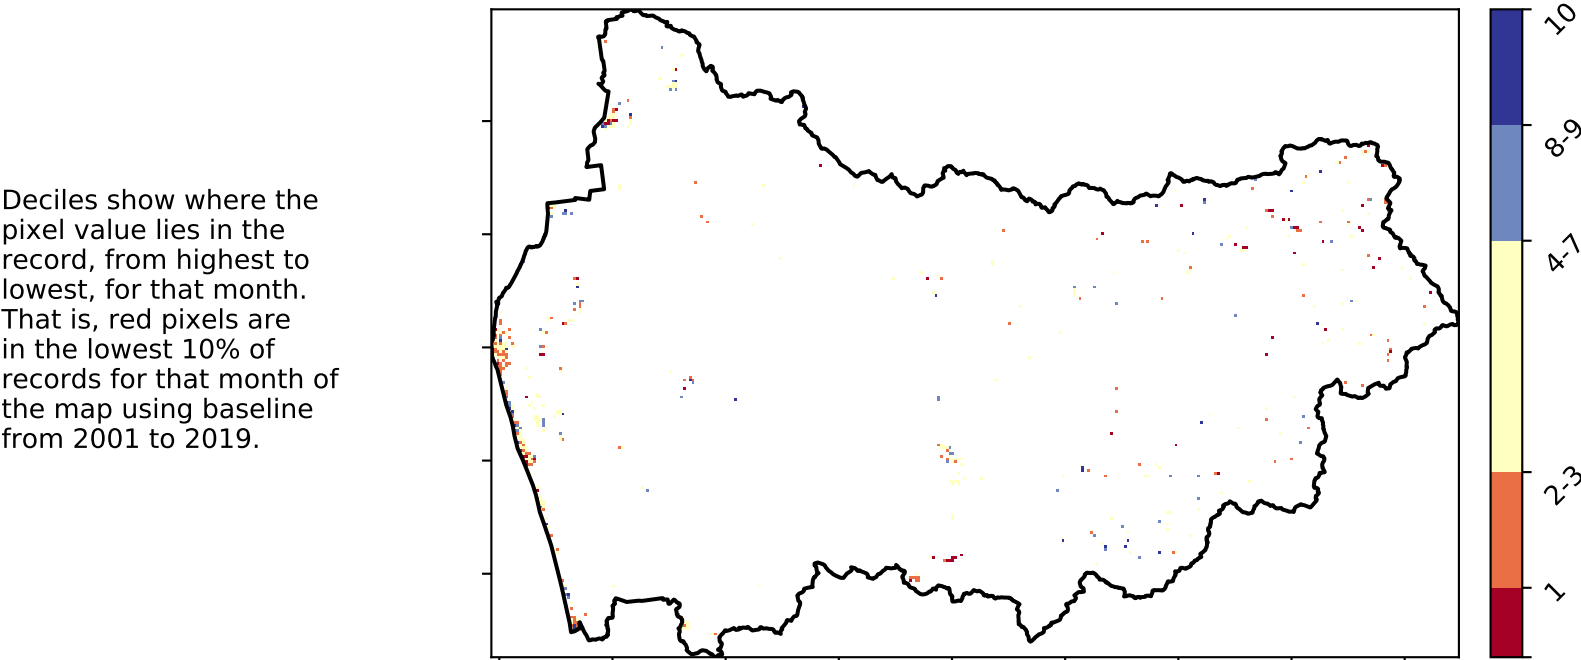 Deciles show where the
pixel value lies in the
record, from highest to
lowest, for that month.
That is, red pixels are
in the lowest 10% of
records for that month of
the map using baseline
from 2001 to 2019.
10
8-9
4-7
2-3
1